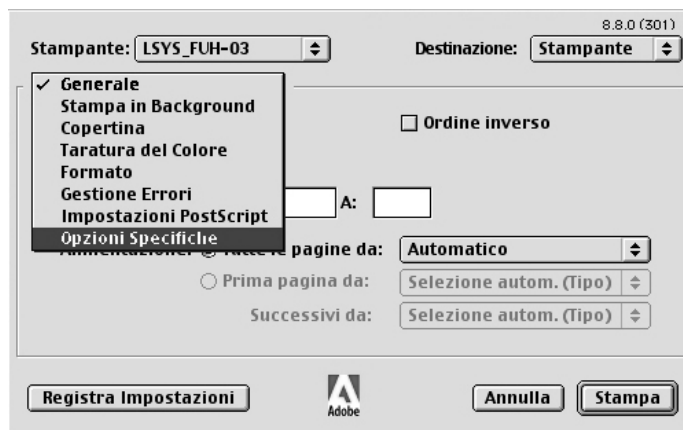 8.8.0 (301)
Stampante: LSYS_FUH-03 Destinazione: Stampante
✓ Generale
Stampa in Background
Copertina Ordine inverso
Taratura del Colore
Formato
Gestione Errori
A:
Impostazioni PostScript
Opzioni Specifiche
pagine da: Automatico
Prima pagina da: Selezione autom. (Tipo)
Successivi da: Selezione autom. (Tipo)
Registra Impostazioni Adobe Annulla Stampa